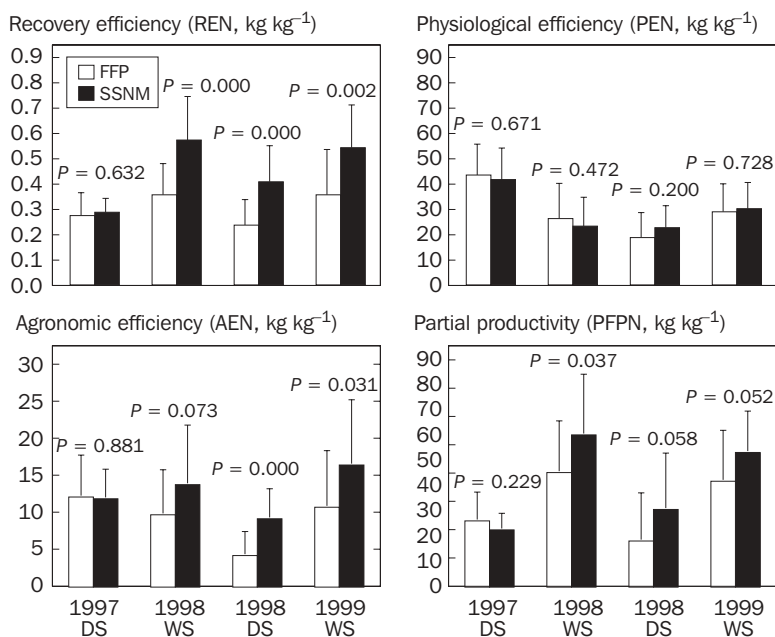 Recovery efficiency (REN, kg kg⁻¹)
0.9
0.8
0.7
0.6
0.5
0.4
0.3
0.2
0.1
0.0
FFP
SSNM
P = 0.632
P = 0.000
P = 0.000
P = 0.002
Physiological efficiency (PEN, kg kg⁻¹)
90
80
70
60
50
40
30
20
10
0
P = 0.671
P = 0.472
P = 0.200
P = 0.728
Agronomic efficiency (AEN, kg kg⁻¹)
30
25
20
15
10
5
0
P = 0.881
P = 0.073
P = 0.000
P = 0.031
1997 1998 1998 1999
DS WS DS WS
Partial productivity (PFPN, kg kg⁻¹)
90
80
70
60
50
40
30
20
10
0
P = 0.229
P = 0.037
P = 0.058
P = 0.052
1997 1998 1998 1999
DS WS DS WS